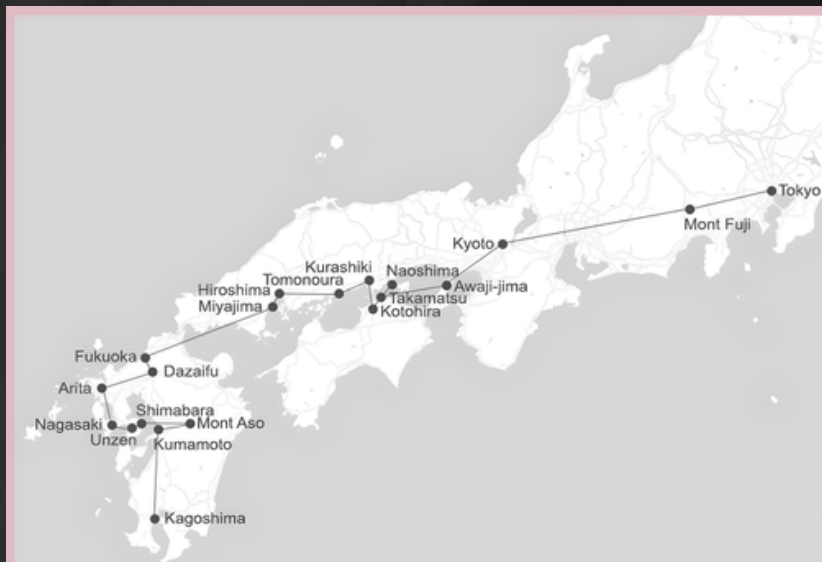 Tokyo
Mont Fuji
Kyoto
Kurashiki
Naoshima
Tomonoura
Awaji-jima
Hiroshima
Takamatsu
Miyajima
Kotohira
Fukuoka
Dazaifu
Arita
Shimabara
Nagasaki
Mont Aso
Unzen
Kumamoto
Kagoshima